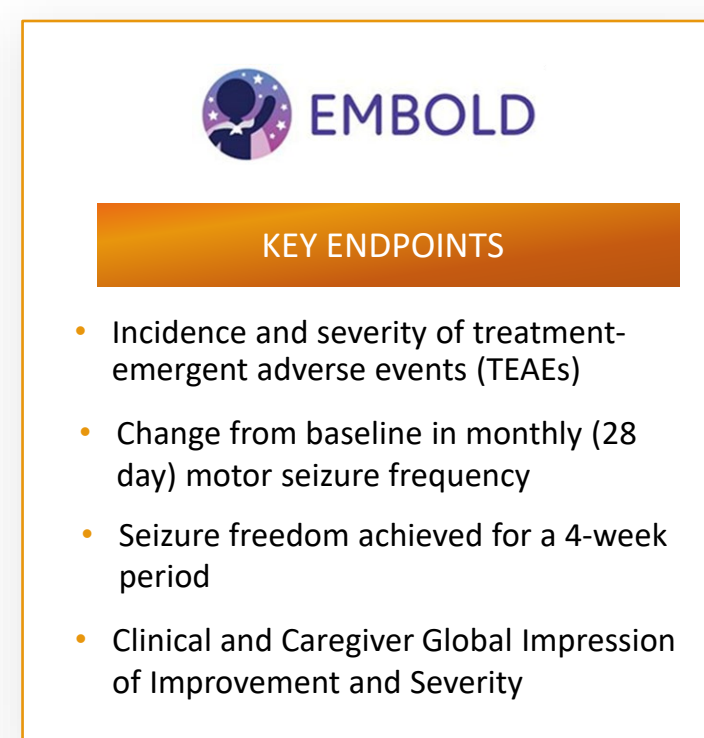 EMBOLD
KEY ENDPOINTS
• Incidence and severity of treatment-
emergent adverse events (TEAEs)
• Change from baseline in monthly (28
day) motor seizure frequency
• Seizure freedom achieved for a 4-week
period
• Clinical and Caregiver Global Impression
of Improvement and Severity